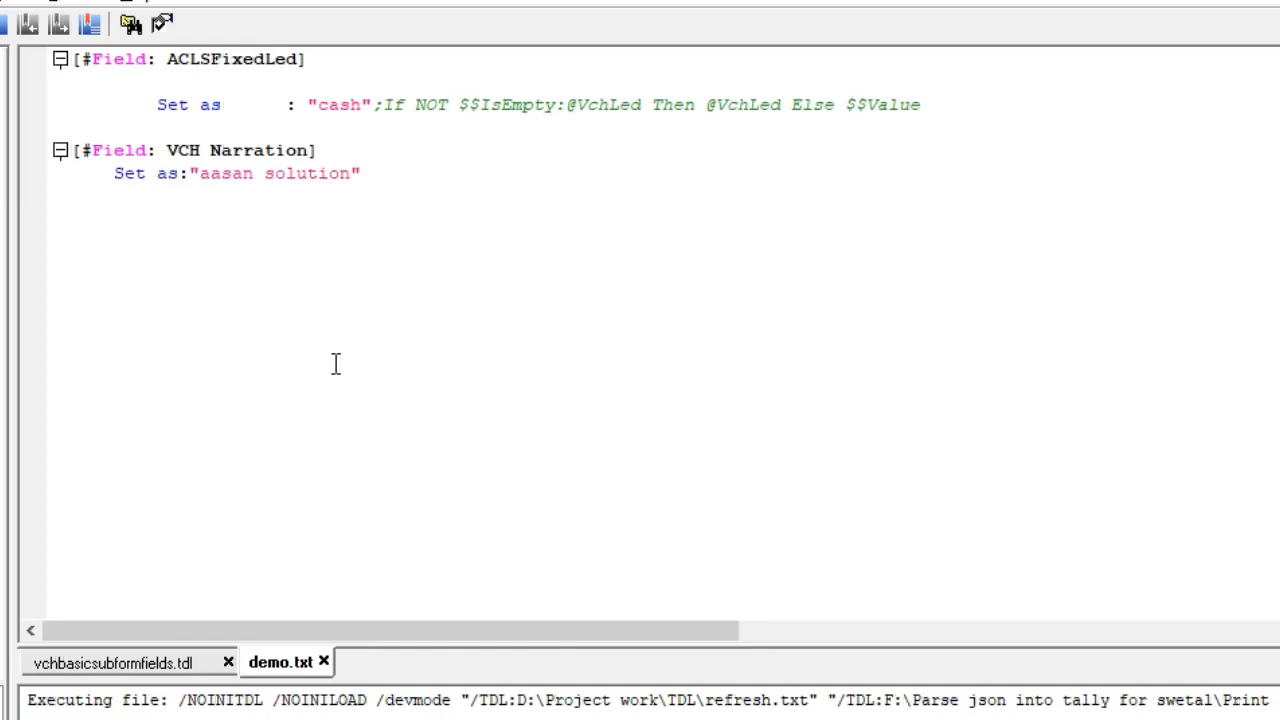 [#Field: ACLSFixedLed]
Set as : "cash";If NOT $$IsEmpty:@VchLed Then @VchLed Else $$Value
[#Field: VCH Narration]
Set as:"aasan solution"
vchbasicsubformfields.tdl
demo.txt
Executing file: /NOINITDL /NOINILOAD /devmode "/TDL:D:\Project work\TDL\refresh.txt" "/TDL:F:\Parse json into tally for swetal\Print